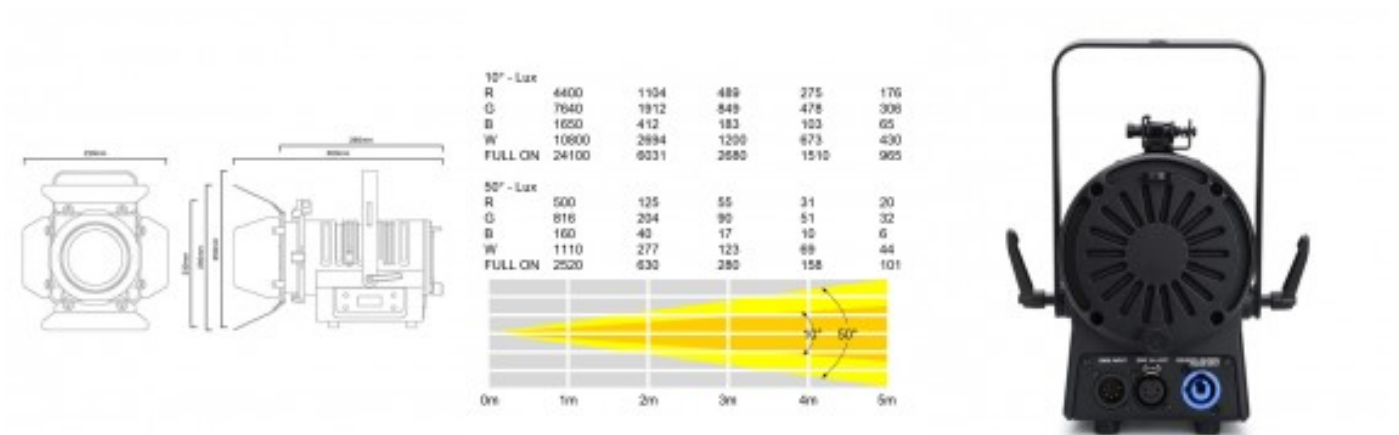 10° - Lux
R 4400 1104 489 275 176
G 7640 1912 849 478 306
B 1650 412 183 103 65
W 10800 2694 1200 673 430
FULL ON 24100 6031 2680 1510 965
50° - Lux
R 500 125 55 31 20
G 816 204 90 51 32
B 160 40 17 10 6
W 1110 277 123 69 44
FULL ON 2520 630 280 158 101
10° 50°
0m 1m 2m 3m 4m 5m